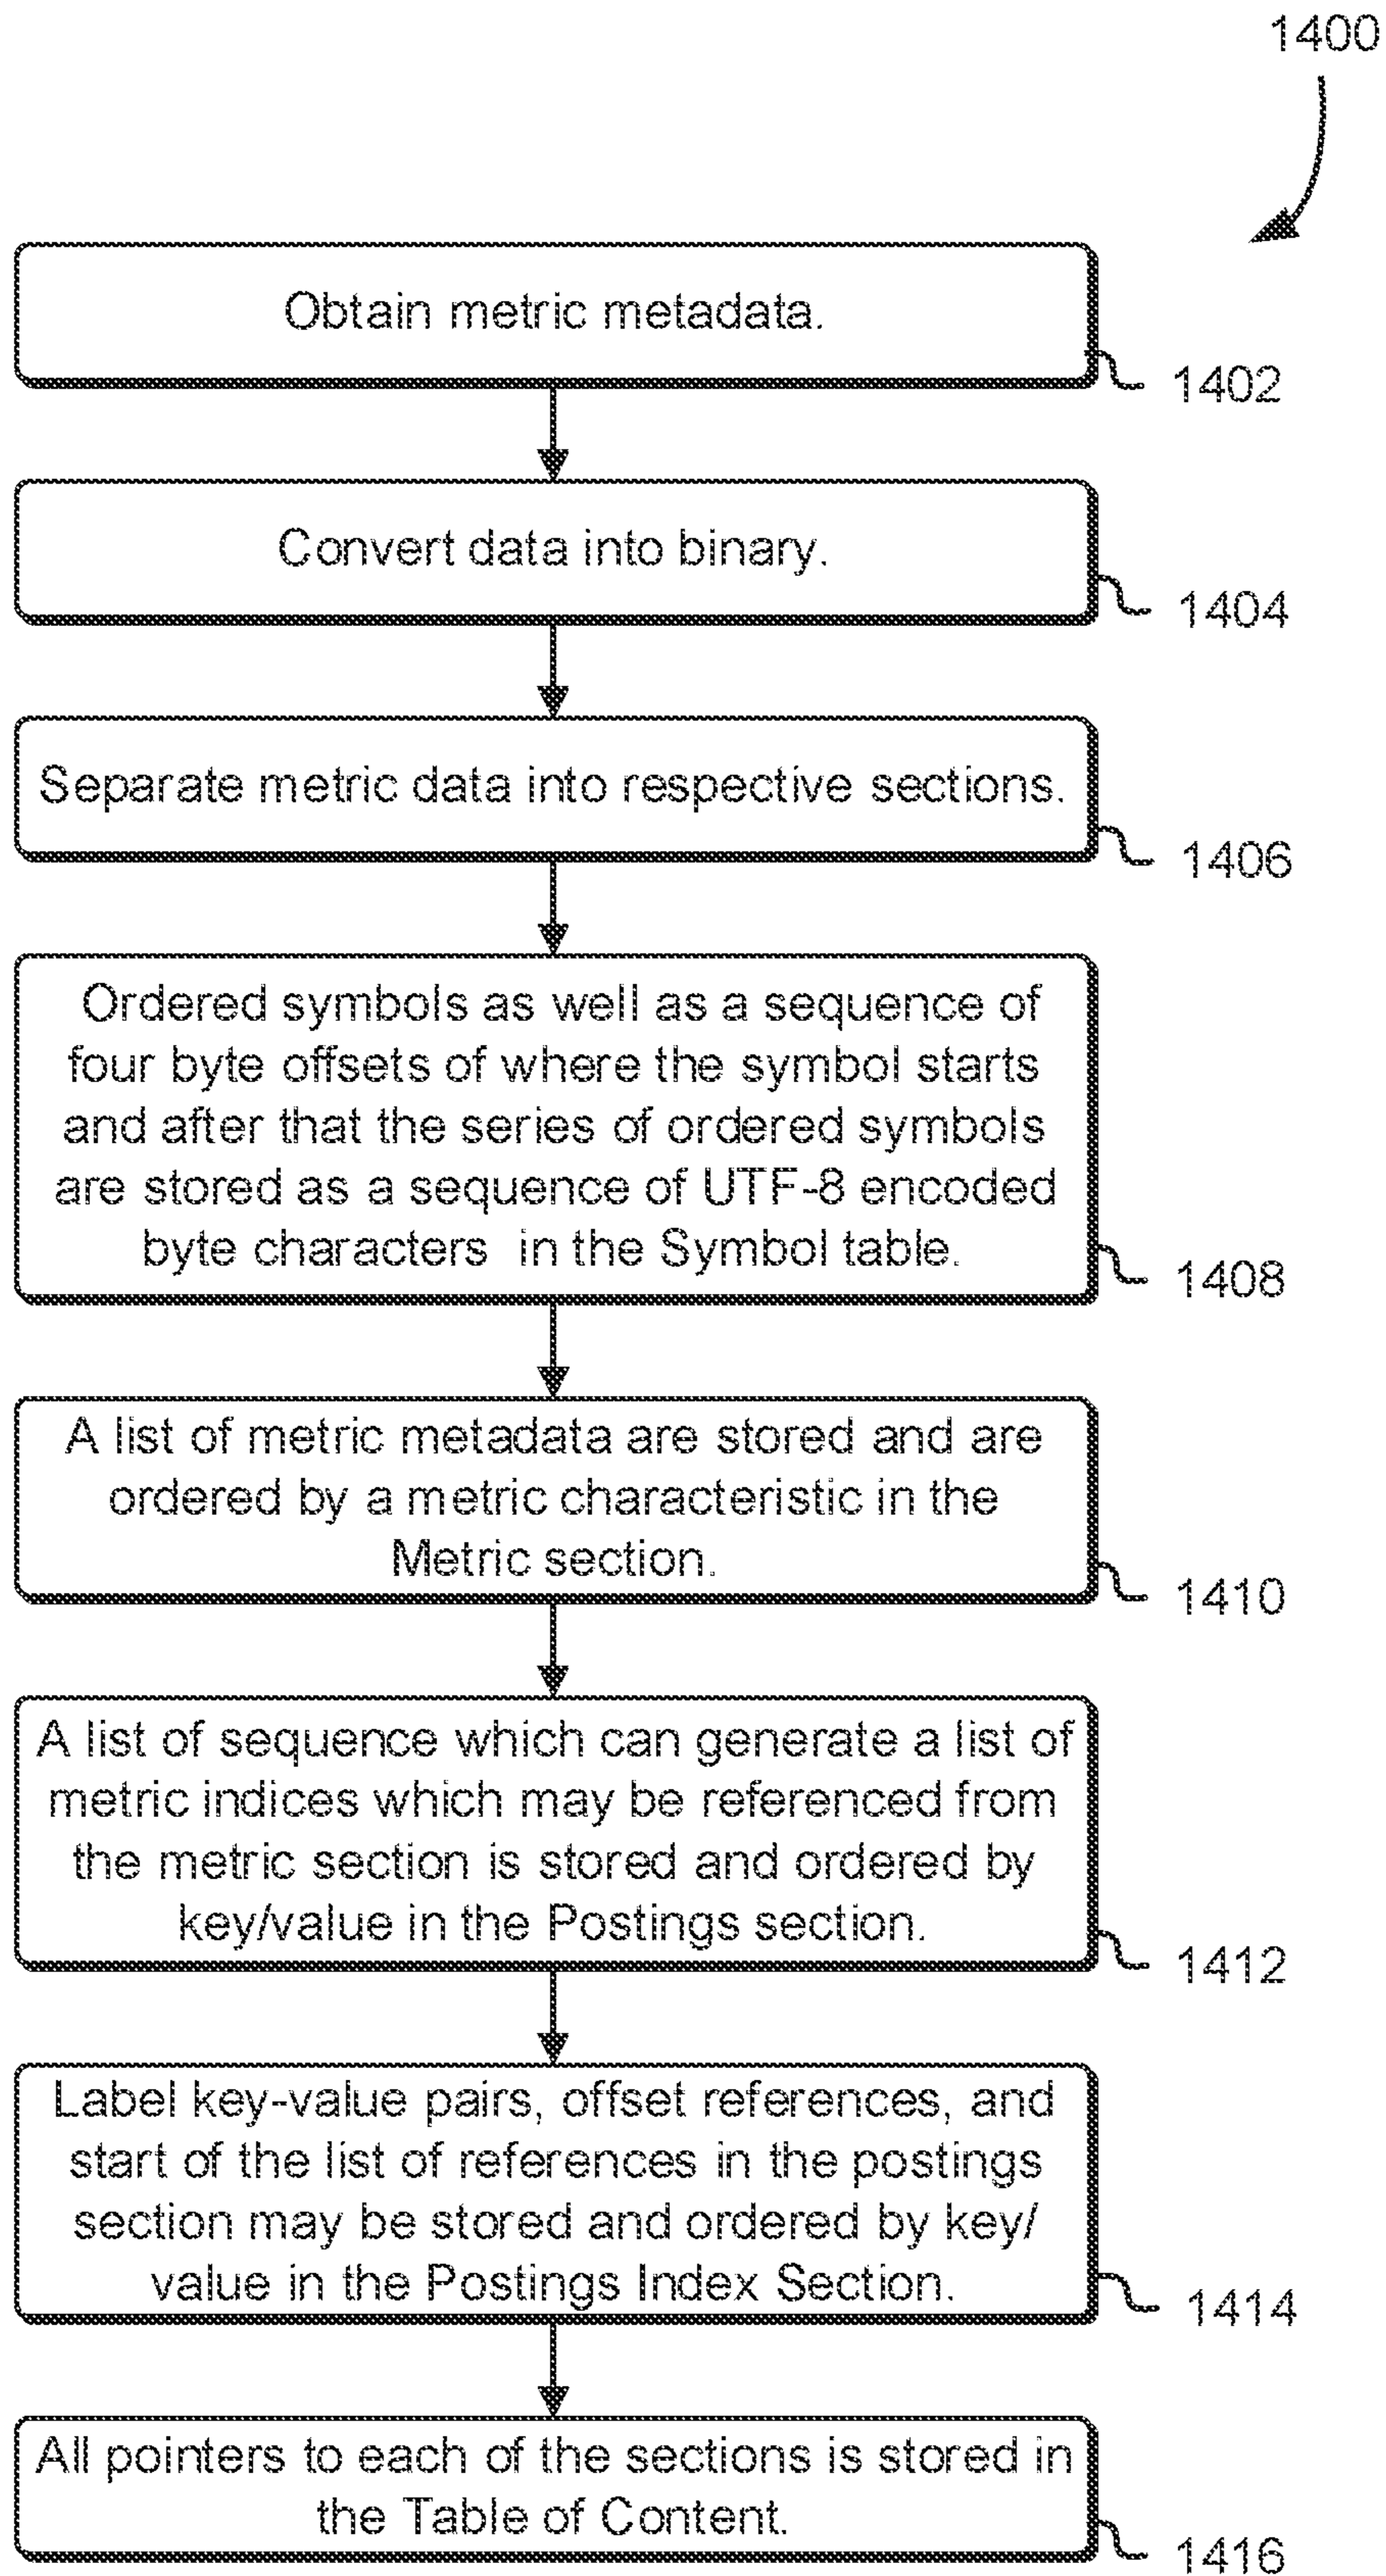 1400
Obtain metric metadata.
1402
Convert data into binary.
1404
Separate metric data into respective sections.
1406
Ordered symbols as well as a sequence of
four byte offsets of where the symbol starts
and after that the series of ordered symbols
are stored as a sequence of UTF-8 encoded
byte characters in the Symbol table.
1408
A list of metric metadata are stored and are
ordered by a metric characteristic in the
Metric section.
1410
A list of sequence which can generate a list of
metric indices which may be referenced from
the metric section is stored and ordered by
key/value in the Postings section.
1412
Label key-value pairs, offset references, and
start of the list of references in the postings
section may be stored and ordered by key/
value in the Postings Index Section.
1414
All pointers to each of the sections is stored in
the Table of Content.
1416